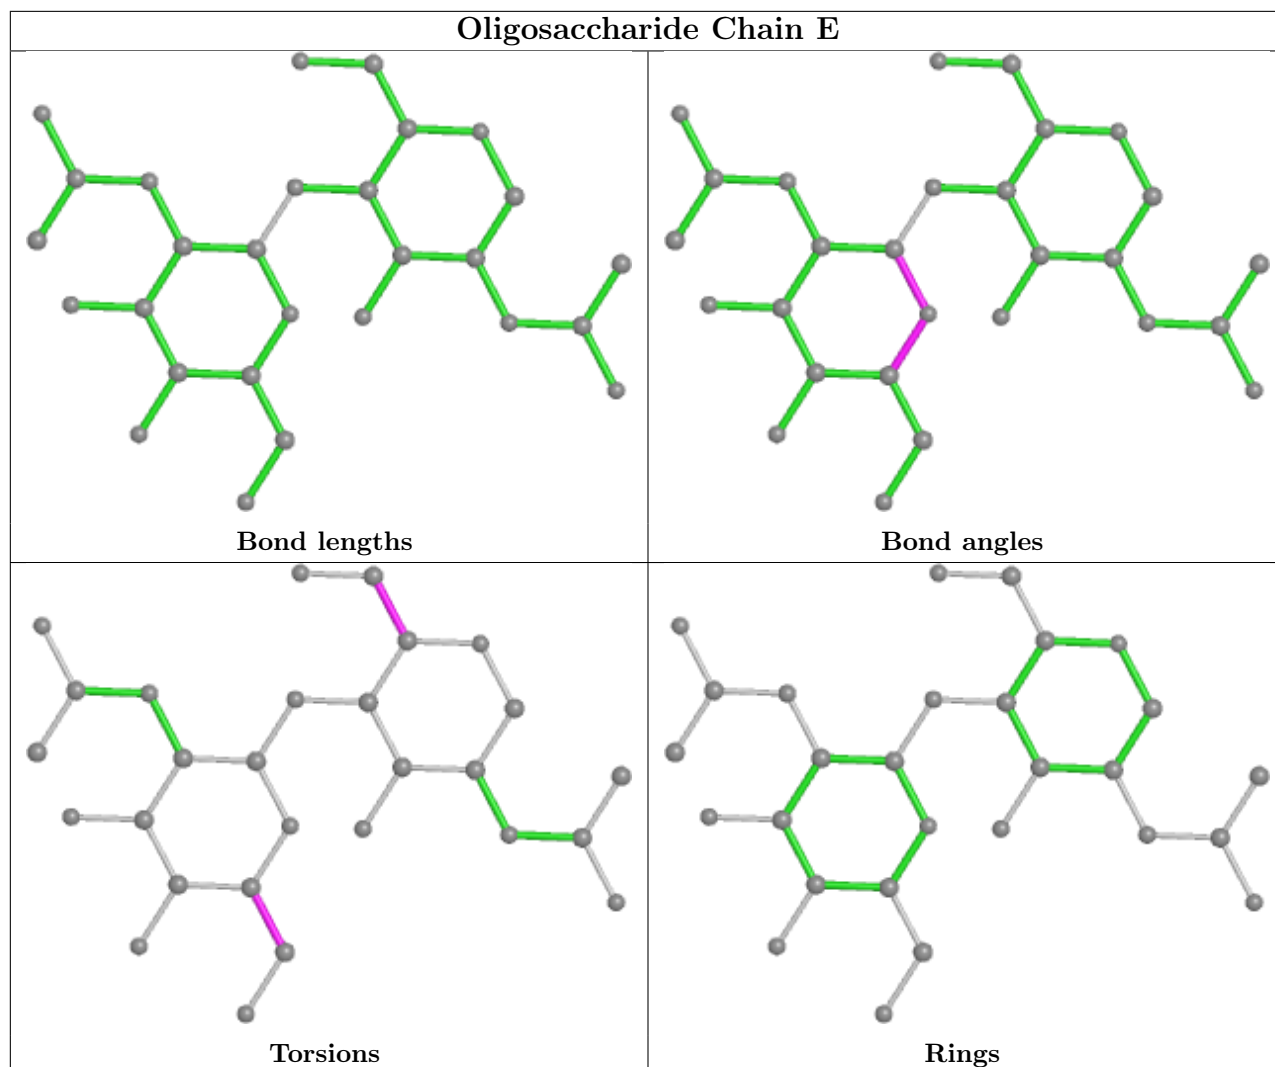 Oligosaccharide Chain E
Bond lengths
Bond angles
Torsions
Rings